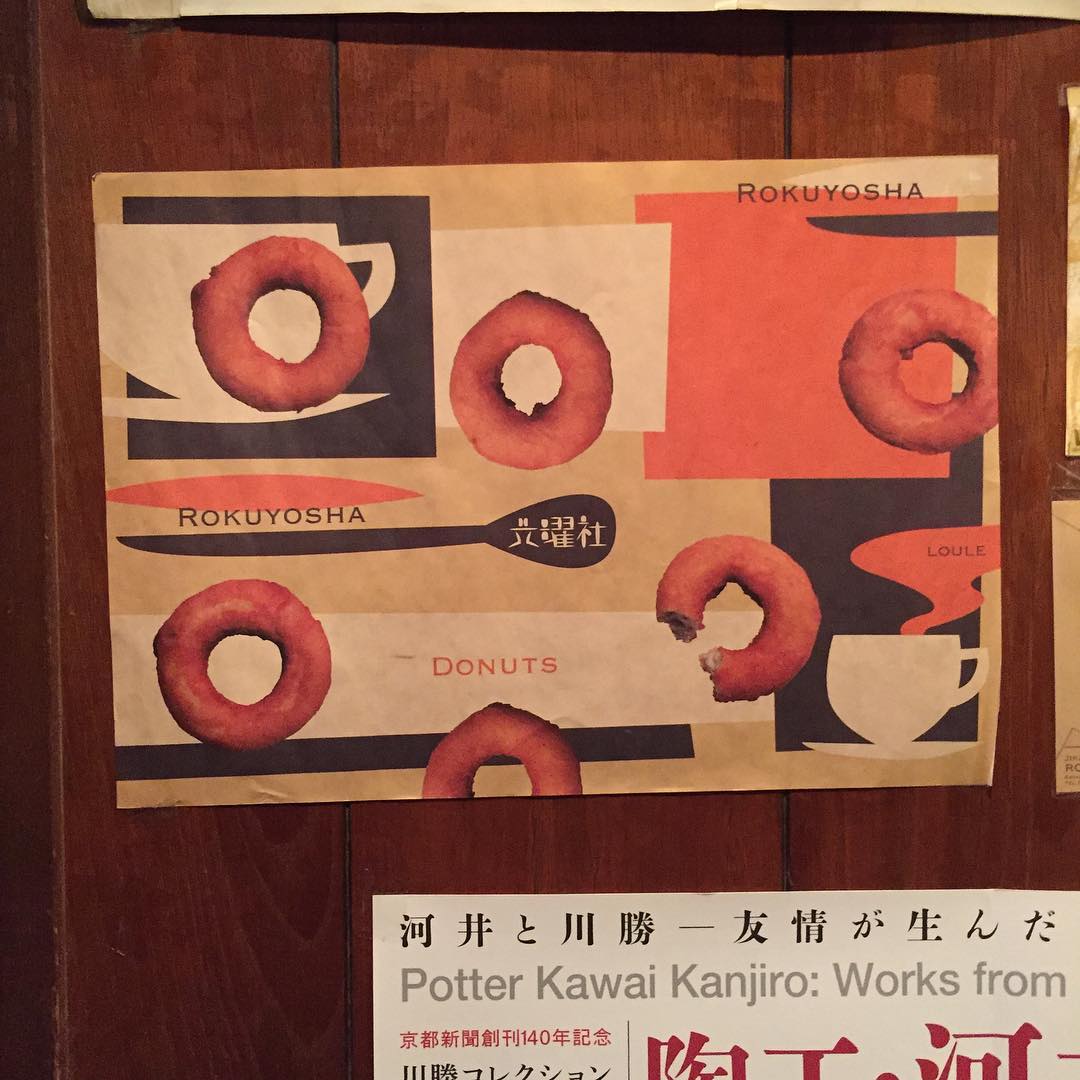 ROKUYOSHA
ROKUYOSHA
六曜社
LOULE
DONUTS
河井と川勝―友情が生んだ
Potter Kawai Kanjiro: Works from
京都新聞創刊140年記念
川勝コレクション
陶工・河